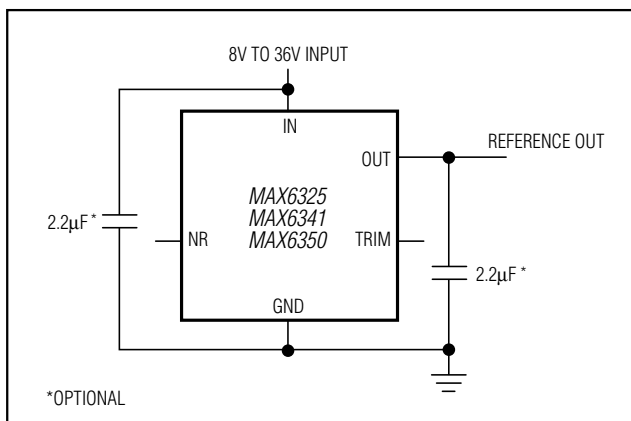 8V TO 36V INPUT
IN
REFERENCE OUT
OUT
MAX6325
MAX6341
MAX6350
2.2μF*
NR
TRIM
2.2μF*
GND
*OPTIONAL